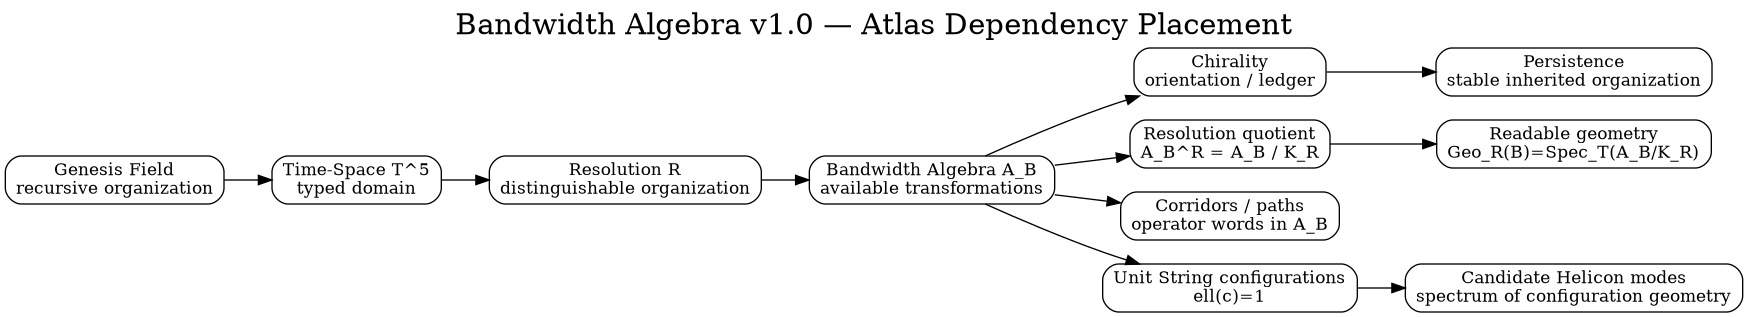 Bandwidth Algebra v1.0 — Atlas Dependency Placement
Genesis Field
recursive organization
Time-Space T^5
typed domain
Resolution R
distinguishable organization
Bandwidth Algebra A_B
available transformations
Chirality
orientation / ledger
Persistence
stable inherited organization
Resolution quotient
A_B^R = A_B / K_R
Readable geometry
Geo_R(B)=Spec_T(A_B/K_R)
Corridors / paths
operator words in A_B
Unit String configurations
ell(c)=1
Candidate Helicon modes
spectrum of configuration geometry